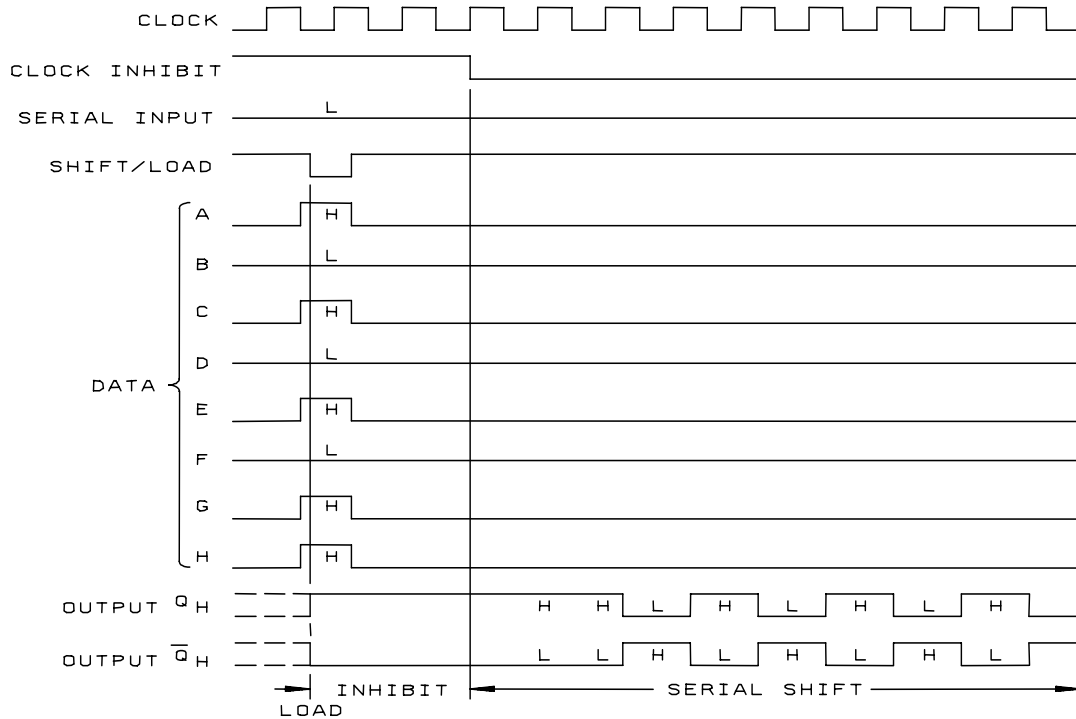 CLOCK
CLOCK INHIBIT
L
SERIAL INPUT
SHIFT/LOAD
A H
B L
C H
D L
DATA
E H
F L
G H
H H
OUTPUT QH H H L H L H L H
OUTPUT Q̅H L L H L H L H L
INHIBIT SERIAL SHIFT
LOAD